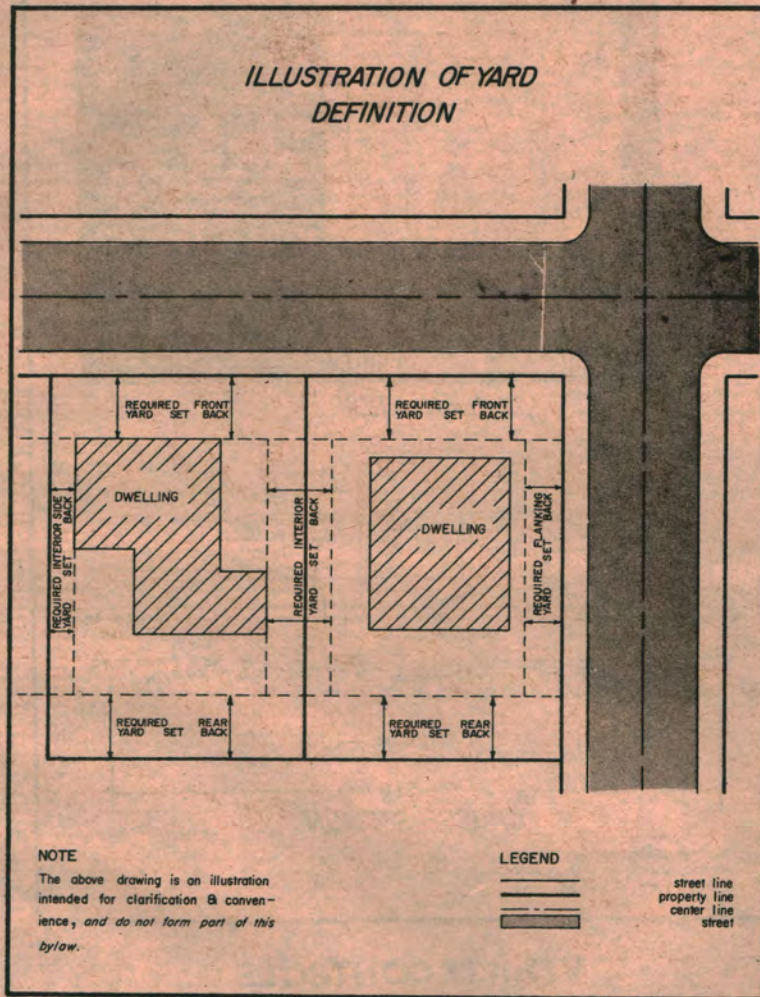 ILLUSTRATION OF YARD
DEFINITION
REQUIRED FRONT
YARD SET BACK
REQUIRED FRONT
YARD SET BACK
DWELLING
DWELLING
REQUIRED INTERIOR SIDE
YARD SET BACK
REQUIRED INTERIOR
YARD SET BACK
REQUIRED FLANKING
YARD SET BACK
REQUIRED REAR
YARD SET BACK
REQUIRED REAR
YARD SET BACK
NOTE
The above drawing is an illustration
intended for clarification & conven-
ience, and do not form part of this
bylaw.
LEGEND
street line
property line
center line
street